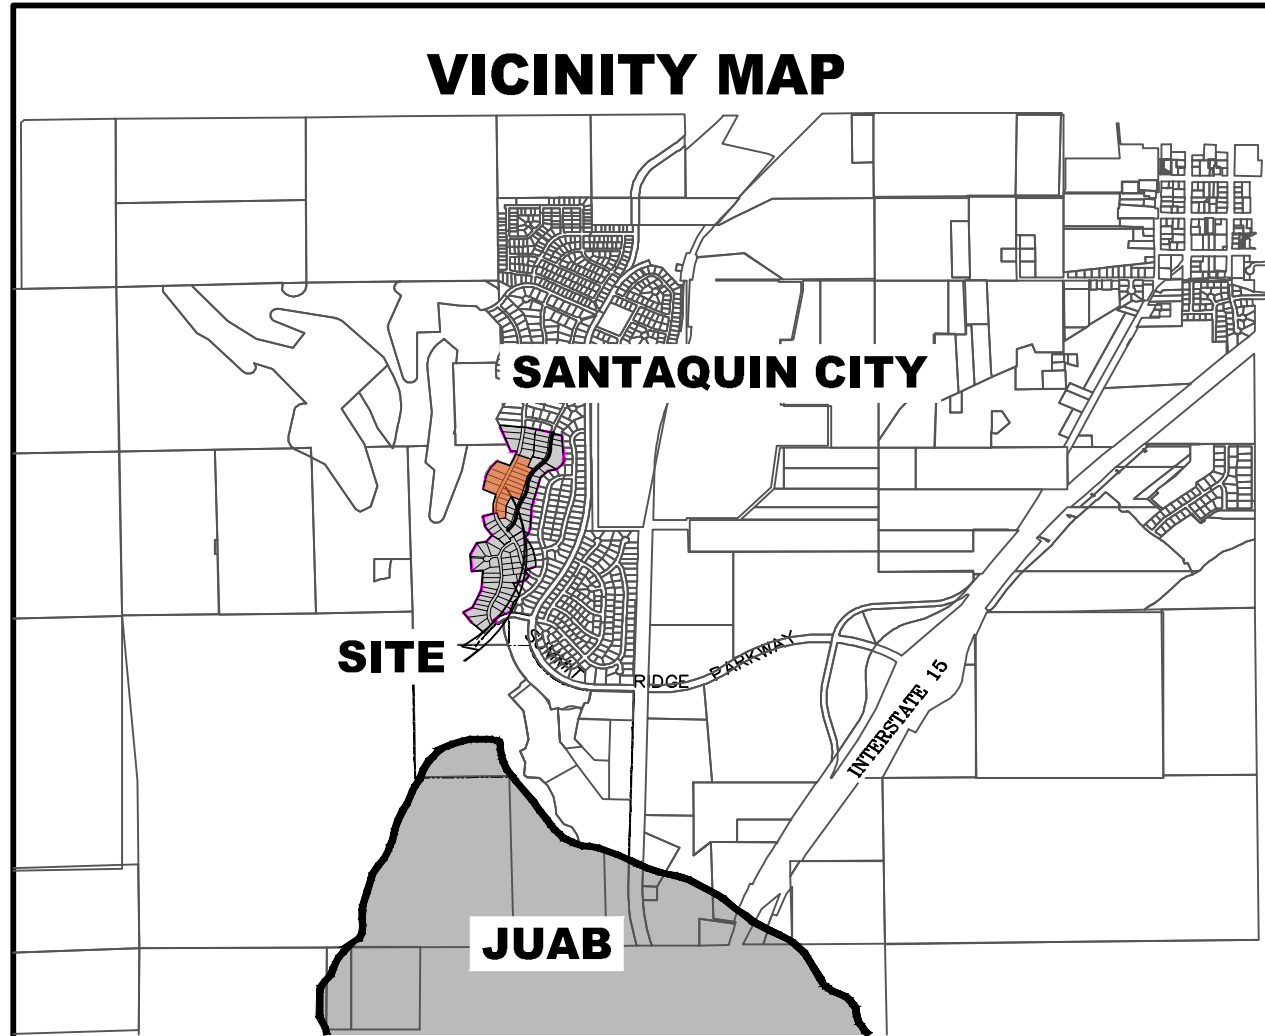 VICINITY MAP
SANTAQUIN CITY
SITE
SUMMIT RIDGE PARKWAY
INTERSTATE 15
JUAB